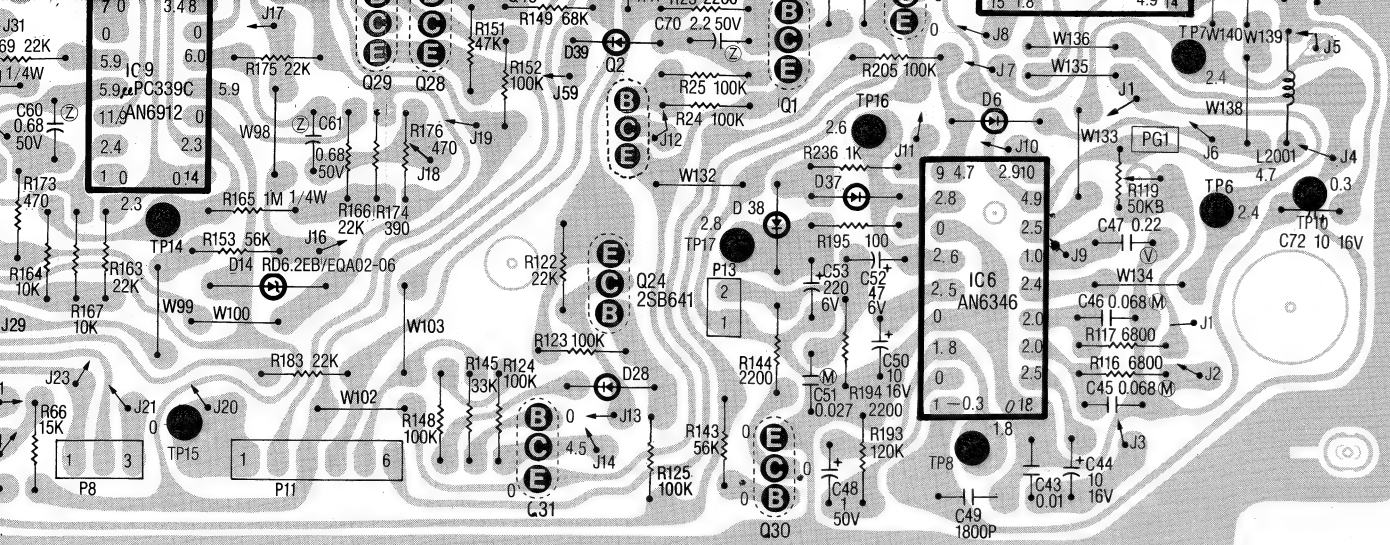 7 0 3.4 8
J17
C
C
R151
47K
R149 68K
C70 2.2 50V
B
C
E
E
J8
W136
15 1.8 4.9 14
TP7 W140 W139
J5
J31
0 0
69 22K
1/4W
5.9 6.0
IC9
R175 22K
E E
Q29 Q28
R152
100K
D39
Q2
J59
Z
R25 100K
Q1
R205 100K
J7
W135
2.4
5.9 µPC339C 5.9
AN6912
C60
0.68
50V
Z
11.9 0
2.4 2.3
1 0 0 14
W98
Z C61
0.68
50V
R176
470
J19
J18
B
C
E
R24 100K
J12
TP16
2.6
J11
D6
J10
J1
W133
W138
PG1
J6
L2001
4.7
J4
R173
470
2.3
TP14
R165 1M 1/4W
R166
22K
R174
390
W132
R236 1K
D37
D 38
2.8
TP17
R195 100
9 4.7 2.9 10
2.8 4.9
0 2.5
2.6 1.0
IC6
AN6346
2.5 2.4
0 2.0
1.8 2.0
0 2.5
1 -0.3 0 18
1.8
R119
50KB
TP6
2.4
0.3
TP10
C72 10 16V
R153 56K
J16
D14 RD6.2EB/EQA02-06
R164
10K
R163
22K
R167
10K
W99
W100
W103
R122
22K
E
C
B
Q24
2SB641
P13
2
1
C53
220
6V
C52
47
6V
J9
C47 0.22
V
W134
C46 0.068 M
J1
R117 6800
J29
R123 100K
R144
2200
C50
10
16V
R116 6800
J2
C45 0.068 M
J23
R183 22K
R145
33K
R124
100K
D28
M
C51
0.027
R194
2200
J21
J20
W102
R148
100K
B
C
E
0
4.5
0
Q31
J13
J14
R66
15K
0
TP15
1 3
P8
1 6
P11
R125
100K
R143
56K
0
E
C
B
0
0
Q30
C48
1
50V
R193
120K
TP8
C49
1800P
C43
0.01
C44
10
16V
J3